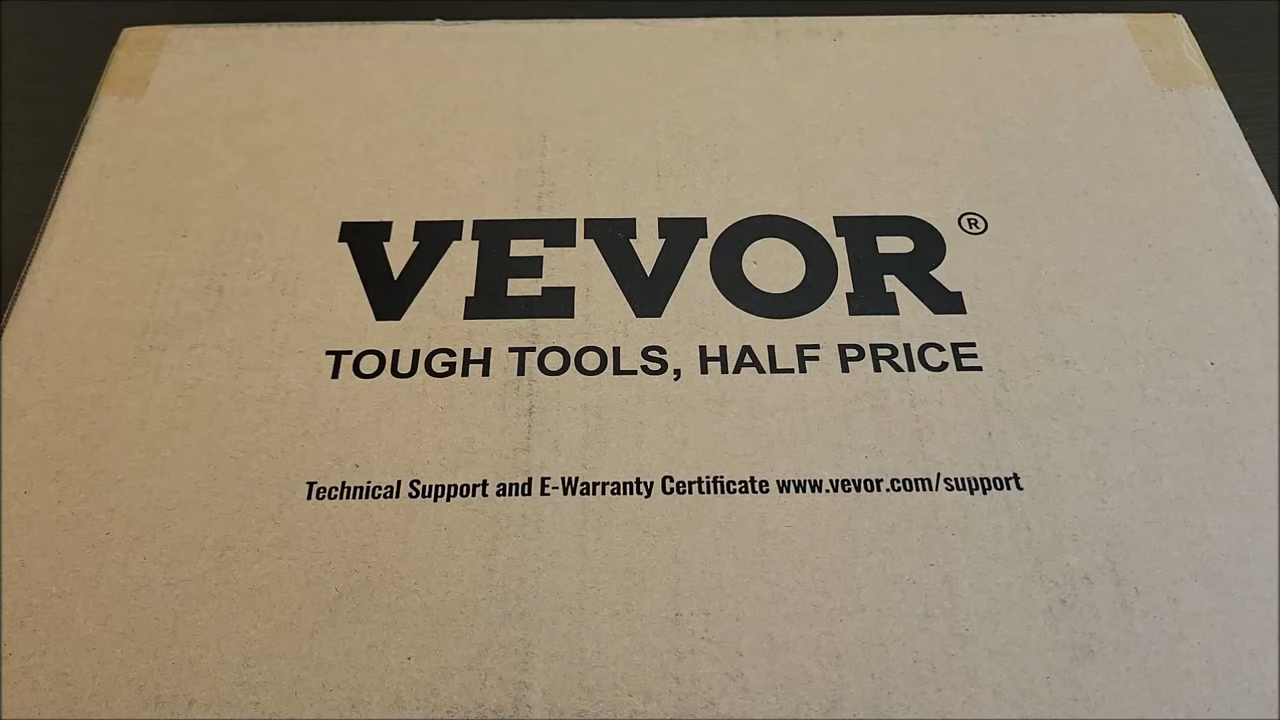 VEVOR®
TOUGH TOOLS, HALF PRICE
Technical Support and E-Warranty Certificate www.vevor.com/support